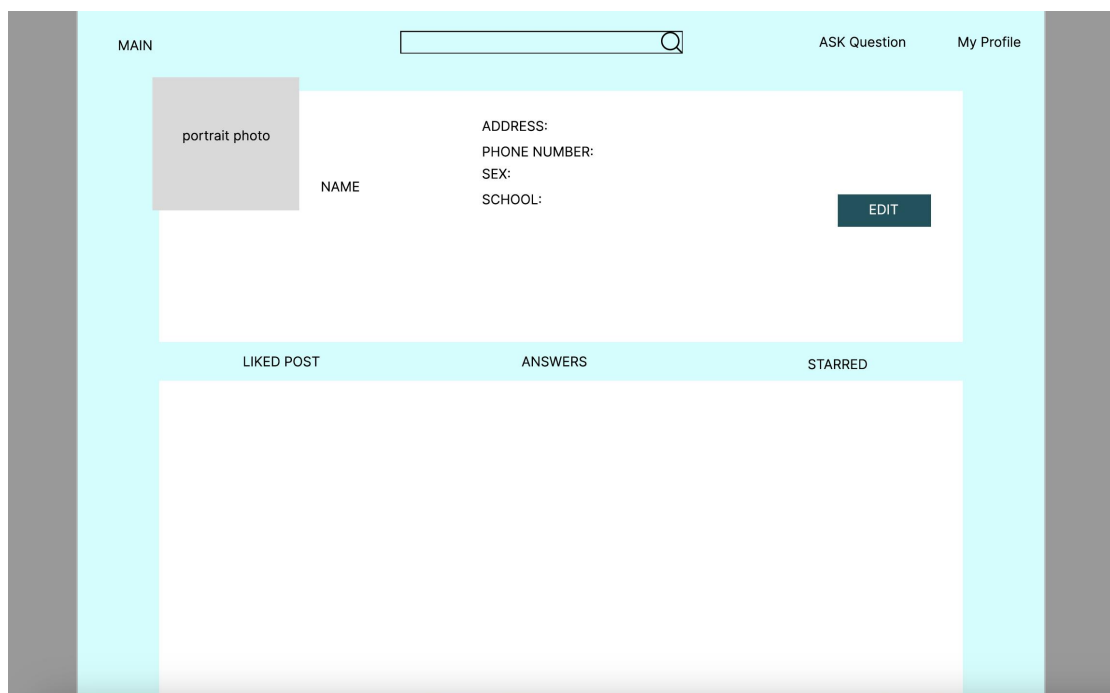 MAIN
ASK Question
My Profile
portrait photo
NAME
ADDRESS:
PHONE NUMBER:
SEX:
SCHOOL:
EDIT
LIKED POST
ANSWERS
STARRED